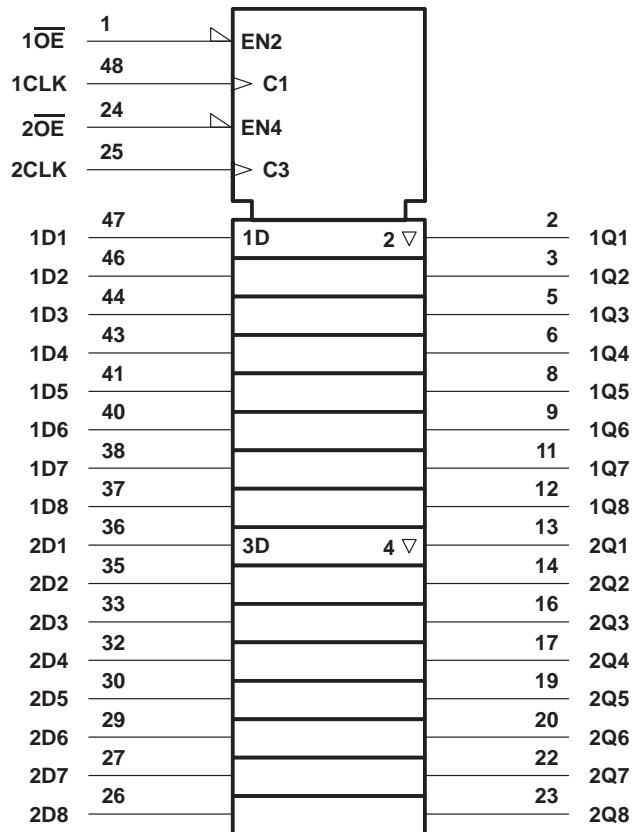 1O̅E̅ 1 EN2
1CLK 48 C1
2O̅E̅ 24 EN4
2CLK 25 C3
1D1 47 1D 2 ▽ 2 1Q1
1D2 46 3 1Q2
1D3 44 5 1Q3
1D4 43 6 1Q4
1D5 41 8 1Q5
1D6 40 9 1Q6
1D7 38 11 1Q7
1D8 37 12 1Q8
2D1 36 3D 4 ▽ 13 2Q1
2D2 35 14 2Q2
2D3 33 16 2Q3
2D4 32 17 2Q4
2D5 30 19 2Q5
2D6 29 20 2Q6
2D7 27 22 2Q7
2D8 26 23 2Q8